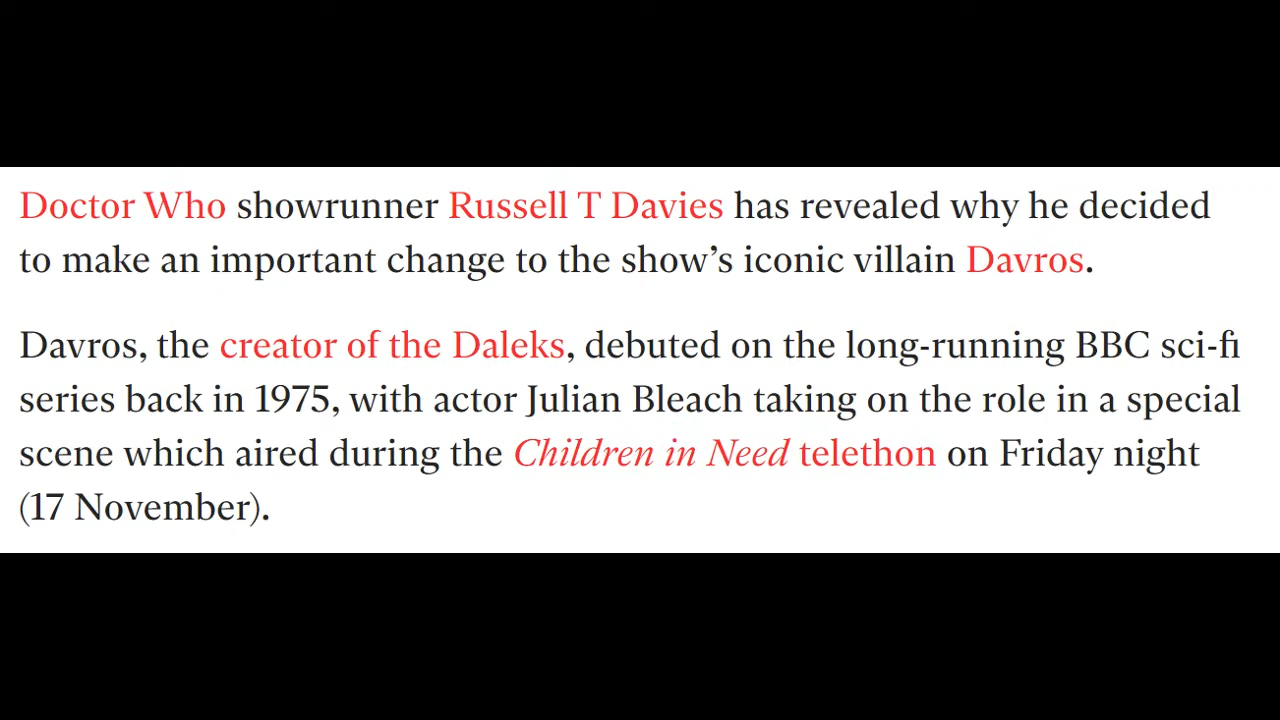 Doctor Who showrunner Russell T Davies has revealed why he decided
to make an important change to the show’s iconic villain Davros.
Davros, the creator of the Daleks, debuted on the long-running BBC sci-fi
series back in 1975, with actor Julian Bleach taking on the role in a special
scene which aired during the Children in Need telethon on Friday night
(17 November).